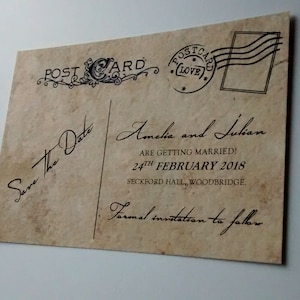 POST CARD
POSTCARD
LOVE
Save The Date
Amelia and Julian
ARE GETTING MARRIED!
24TH FEBRUARY 2018
SECKFORD HALL, WOODBRIDGE.
Formal invitation to follow